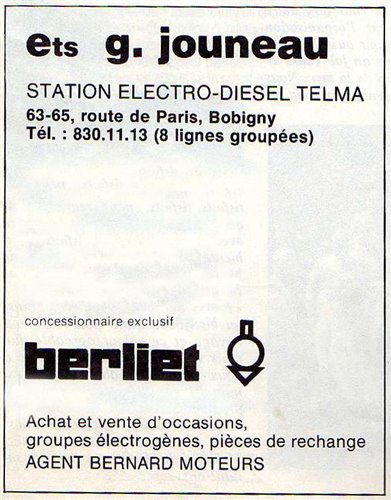 ets g. jouneau
STATION ELECTRO-DIESEL TELMA
63-65, route de Paris, Bobigny
Tél. : 830.11.13 (8 lignes groupées)
concessionnaire exclusif
berliet
Achat et vente d'occasions,
groupes électrogènes, pièces de rechange
AGENT BERNARD MOTEURS